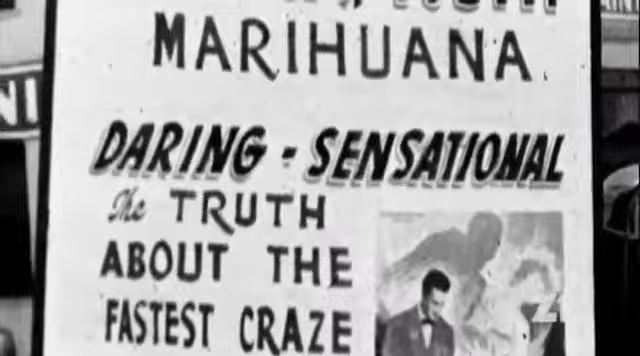 MARIHUANA.
DARING - SENSATIONAL
The TRUTH
ABOUT THE
FASTEST CRAZE